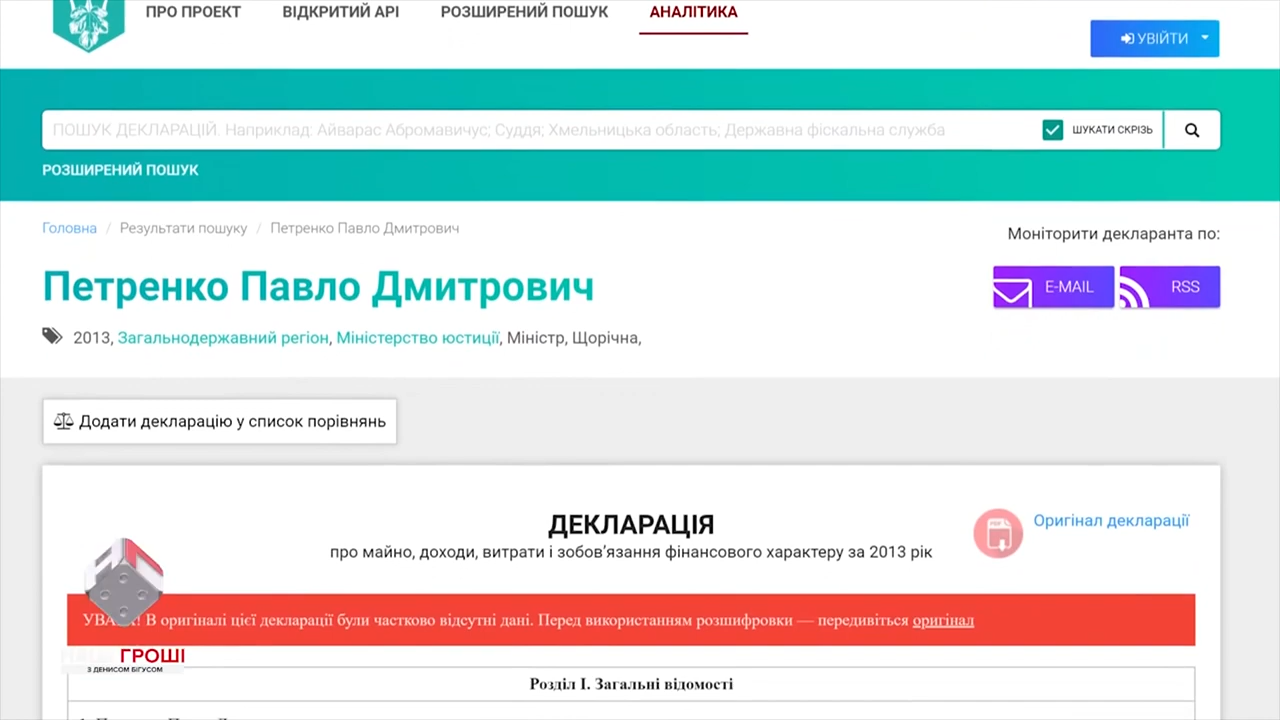 ПРО ПРОЕКТ ВІДКРИТИЙ АРІ РОЗШИРЕНИЙ ПОШУК АНАЛІТИКА
УВІЙТИ
ПОШУК ДЕКЛАРАЦІЙ. Наприклад: Айварас Абромавичус; Суддя; Хмельницька область; Державна фіскальна служба
ШУКАТИ СКРІЗЬ
РОЗШИРЕНИЙ ПОШУК
Головна / Результати пошуку / Петренко Павло Дмитрович
Моніторити декларанта по:
Петренко Павло Дмитрович
E-MAIL RSS
2013, Загальнодержавний регіон, Міністерство юстиції, Міністр, Щорічна,
Додати декларацію у список порівнянь
ДЕКЛАРАЦІЯ
Оригінал декларації
про майно, доходи, витрати і зобов’язання фінансового характеру за 2013 рік
В оригіналі цієї декларації були частково відсутні дані. Перед використанням розшифровки — передивіться оригінал
ГРОШІ
З ДЕНИСОМ БІГУСОМ
Розділ I. Загальні відомості